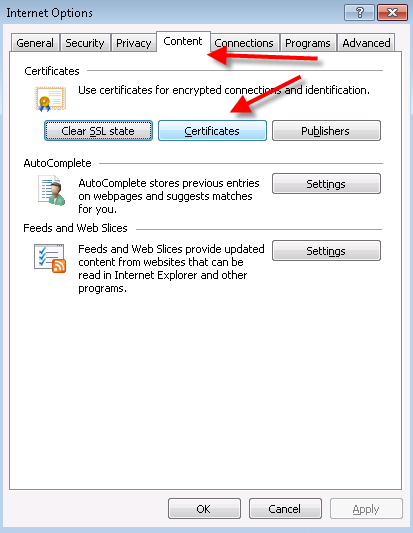 Internet Options
General Security Privacy Content Connections Programs Advanced
Certificates
Use certificates for encrypted connections and identification.
Clear SSL state Certificates Publishers
AutoComplete
AutoComplete stores previous entries
on webpages and suggests matches
for you.
Settings
Feeds and Web Slices
Feeds and Web Slices provide updated
content from websites that can be
read in Internet Explorer and other
programs.
Settings
OK Cancel Apply